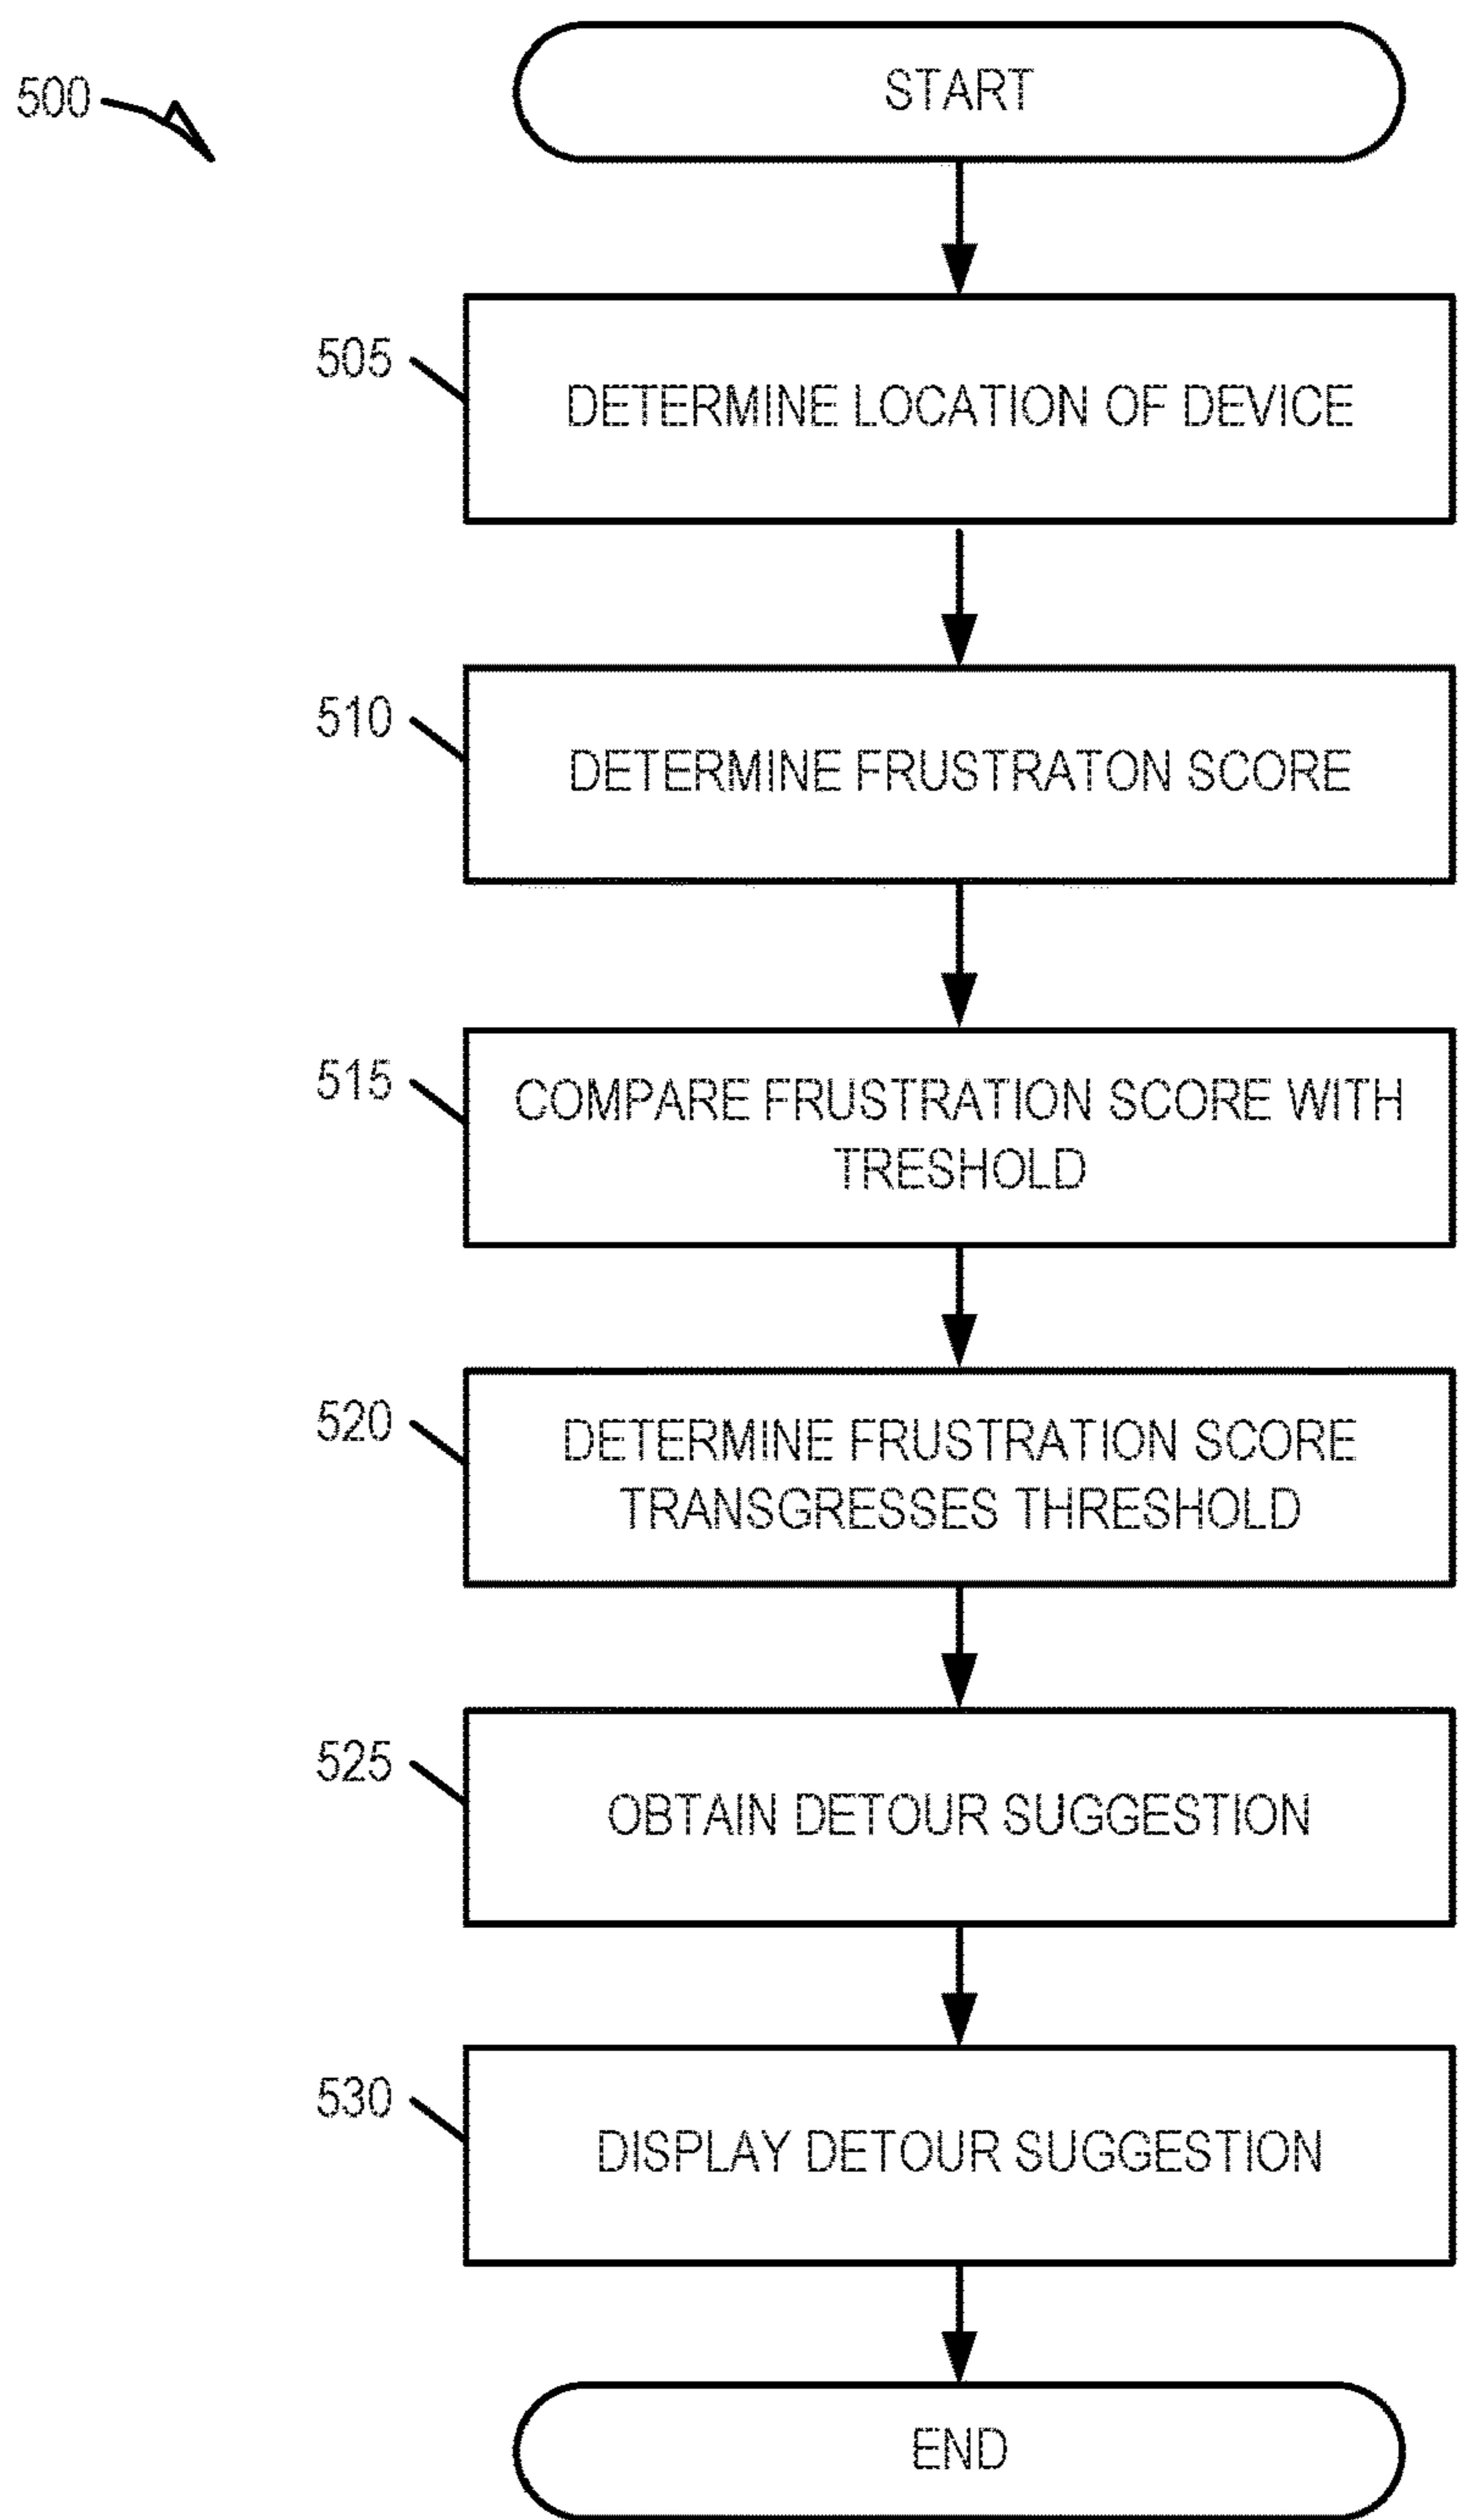 500
START
505
DETERMINE LOCATION OF DEVICE
510
DETERMINE FRUSTRATON SCORE
515
COMPARE FRUSTRATION SCORE WITH
TRESHOLD
520
DETERMINE FRUSTRATION SCORE
TRANSGRESSES THRESHOLD
525
OBTAIN DETOUR SUGGESTION
530
DISPLAY DETOUR SUGGESTION
END